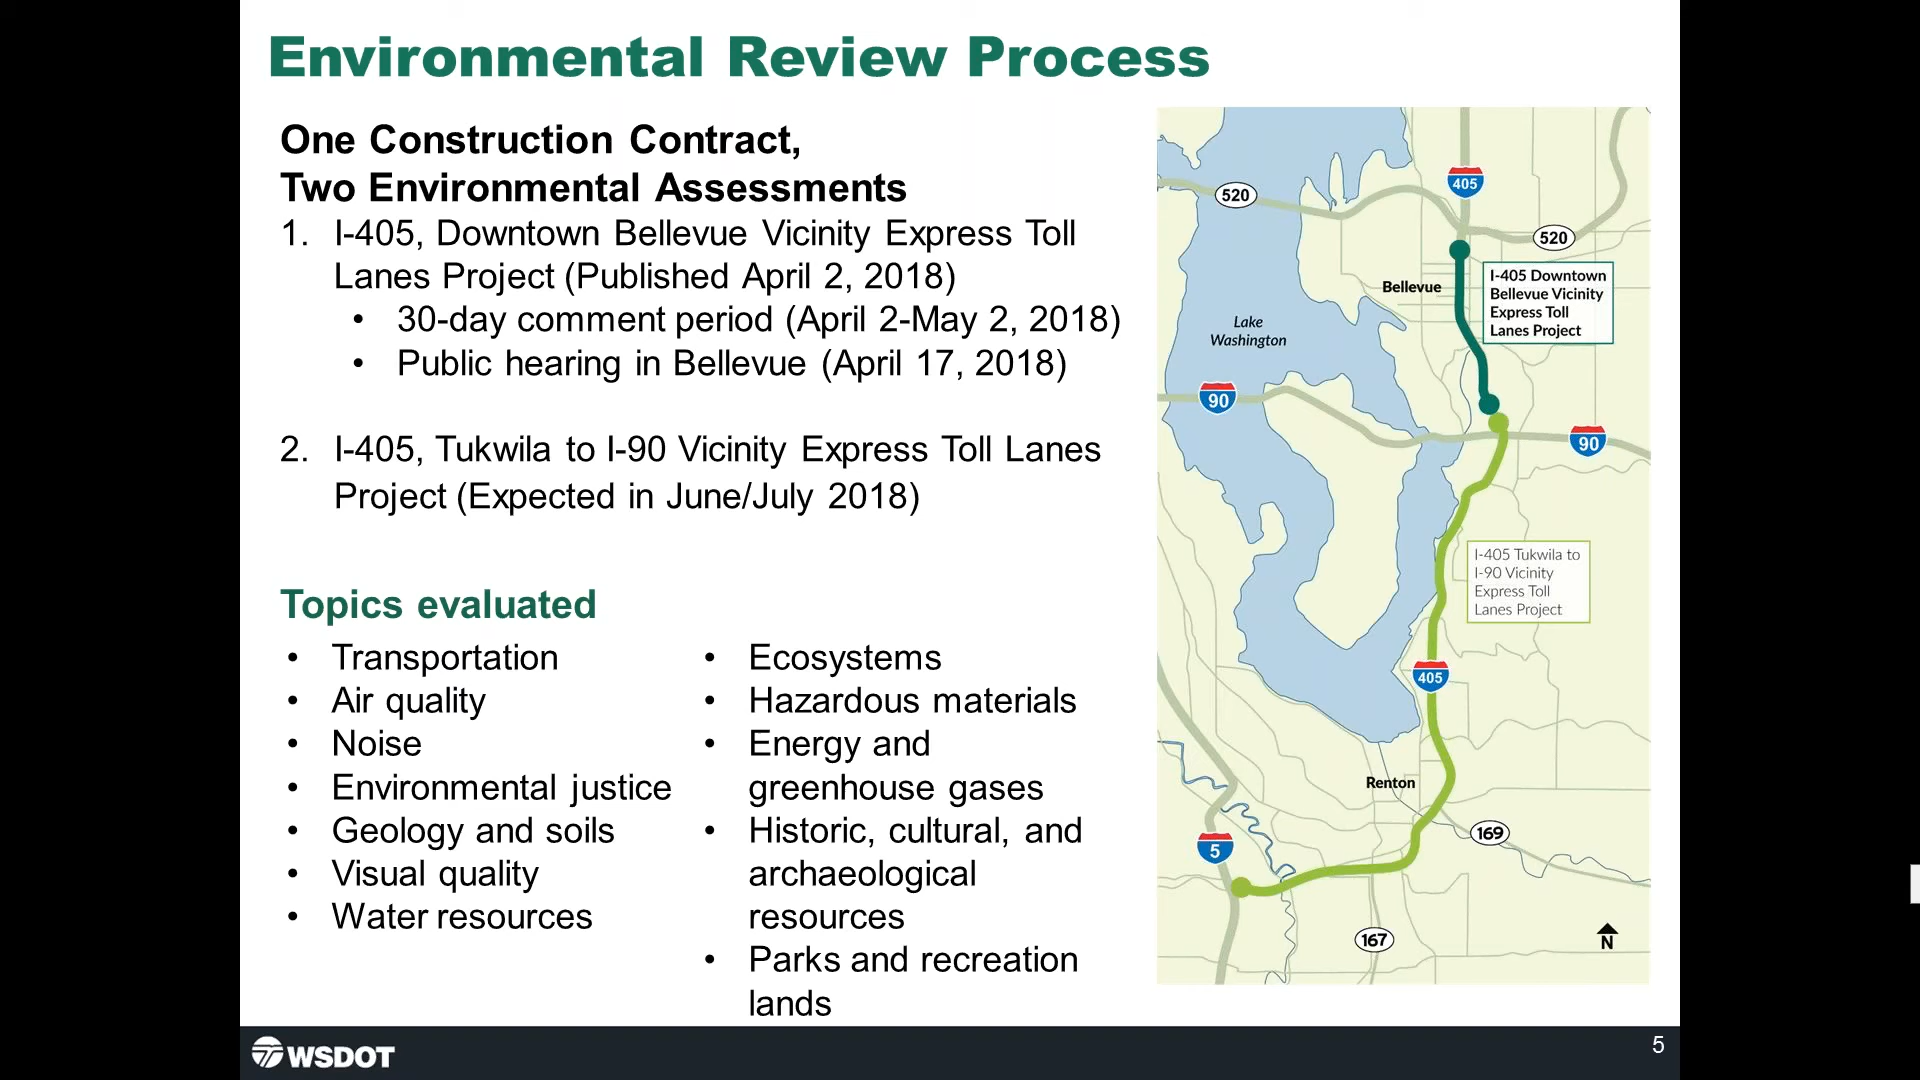 Environmental Review Process
One Construction Contract,
Two Environmental Assessments
1. I-405, Downtown Bellevue Vicinity Express Toll
Lanes Project (Published April 2, 2018)
• 30-day comment period (April 2-May 2, 2018)
• Public hearing in Bellevue (April 17, 2018)
2. I-405, Tukwila to I-90 Vicinity Express Toll Lanes
Project (Expected in June/July 2018)
Topics evaluated
• Transportation
• Air quality
• Noise
• Environmental justice
• Geology and soils
• Visual quality
• Water resources
• Ecosystems
• Hazardous materials
• Energy and
greenhouse gases
• Historic, cultural, and
archaeological
resources
• Parks and recreation
lands
405
520
520
Bellevue
I-405 Downtown
Bellevue Vicinity
Express Toll
Lanes Project
Lake
Washington
90
90
I-405 Tukwila to
I-90 Vicinity
Express Toll
Lanes Project
405
Renton
169
5
167
N
WSDOT
5